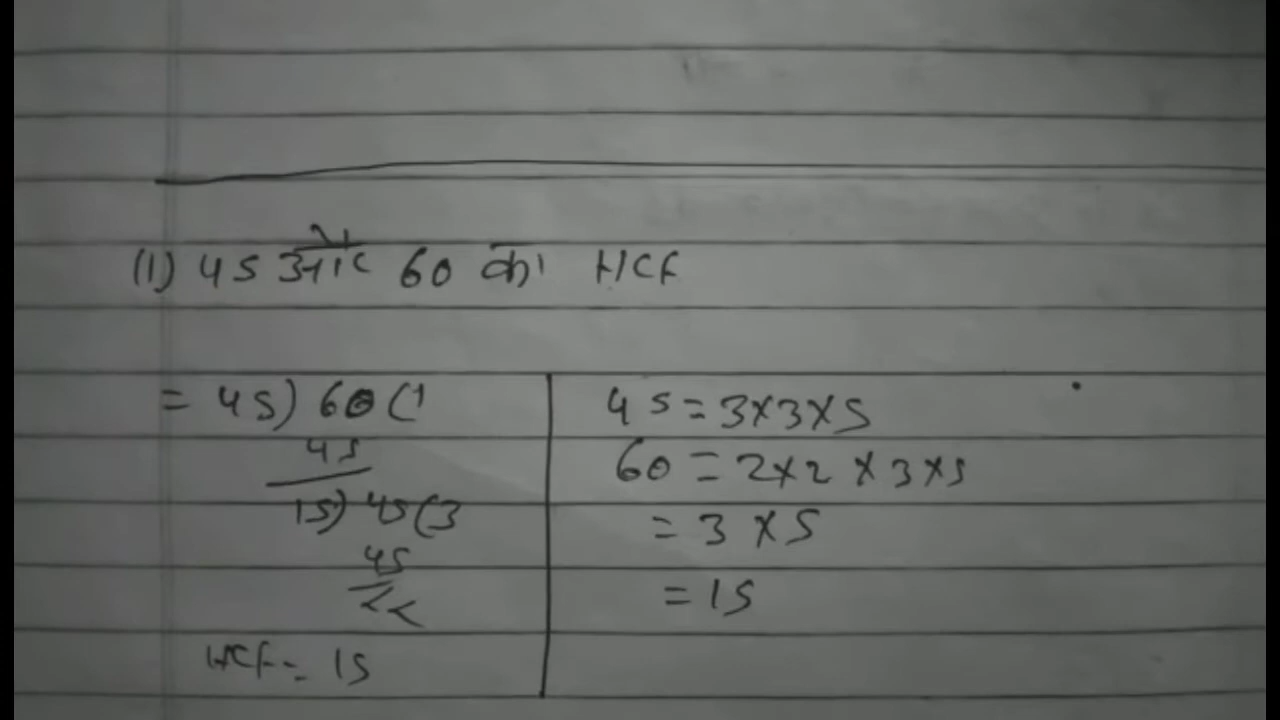 (1) 45 और 60 का HCF
= 45) 60 (1
45
15) 45 (3
45
HCF = 15
45 = 3×3×5
60 = 2×2×3×5
= 3×5
= 15